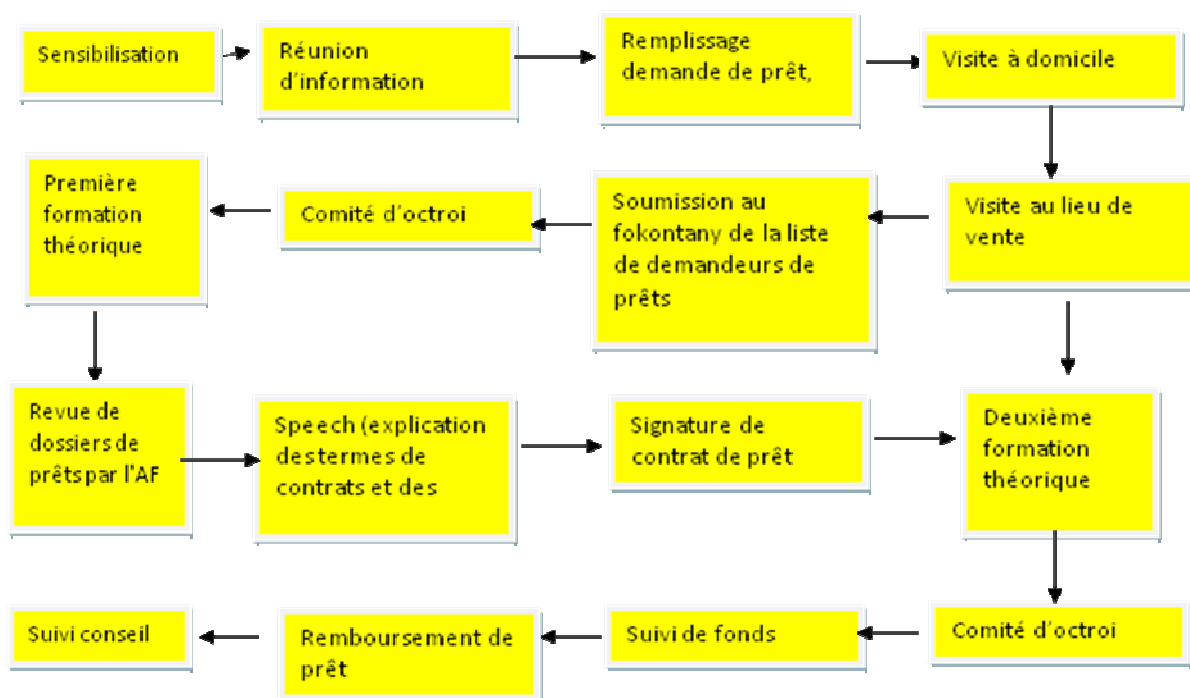 Sensibilisation
Réunion
d'information
Remplissage
demande de prêt,
Visite à domicile
Première
formation
théorique
Comité d'octroi
Soumission au
fokontany de la liste
de demandeurs de
prêts
Visite au lieu de
vente
Revue de
dossiers de
prêts par l'AF
Speech (explication
des termes de
contrats et des
Signature de
contrat de prêt
Deuxième
formation
théorique
Suivi conseil
Remboursement de
prêt
Suivi de fonds
Comité d'octroi